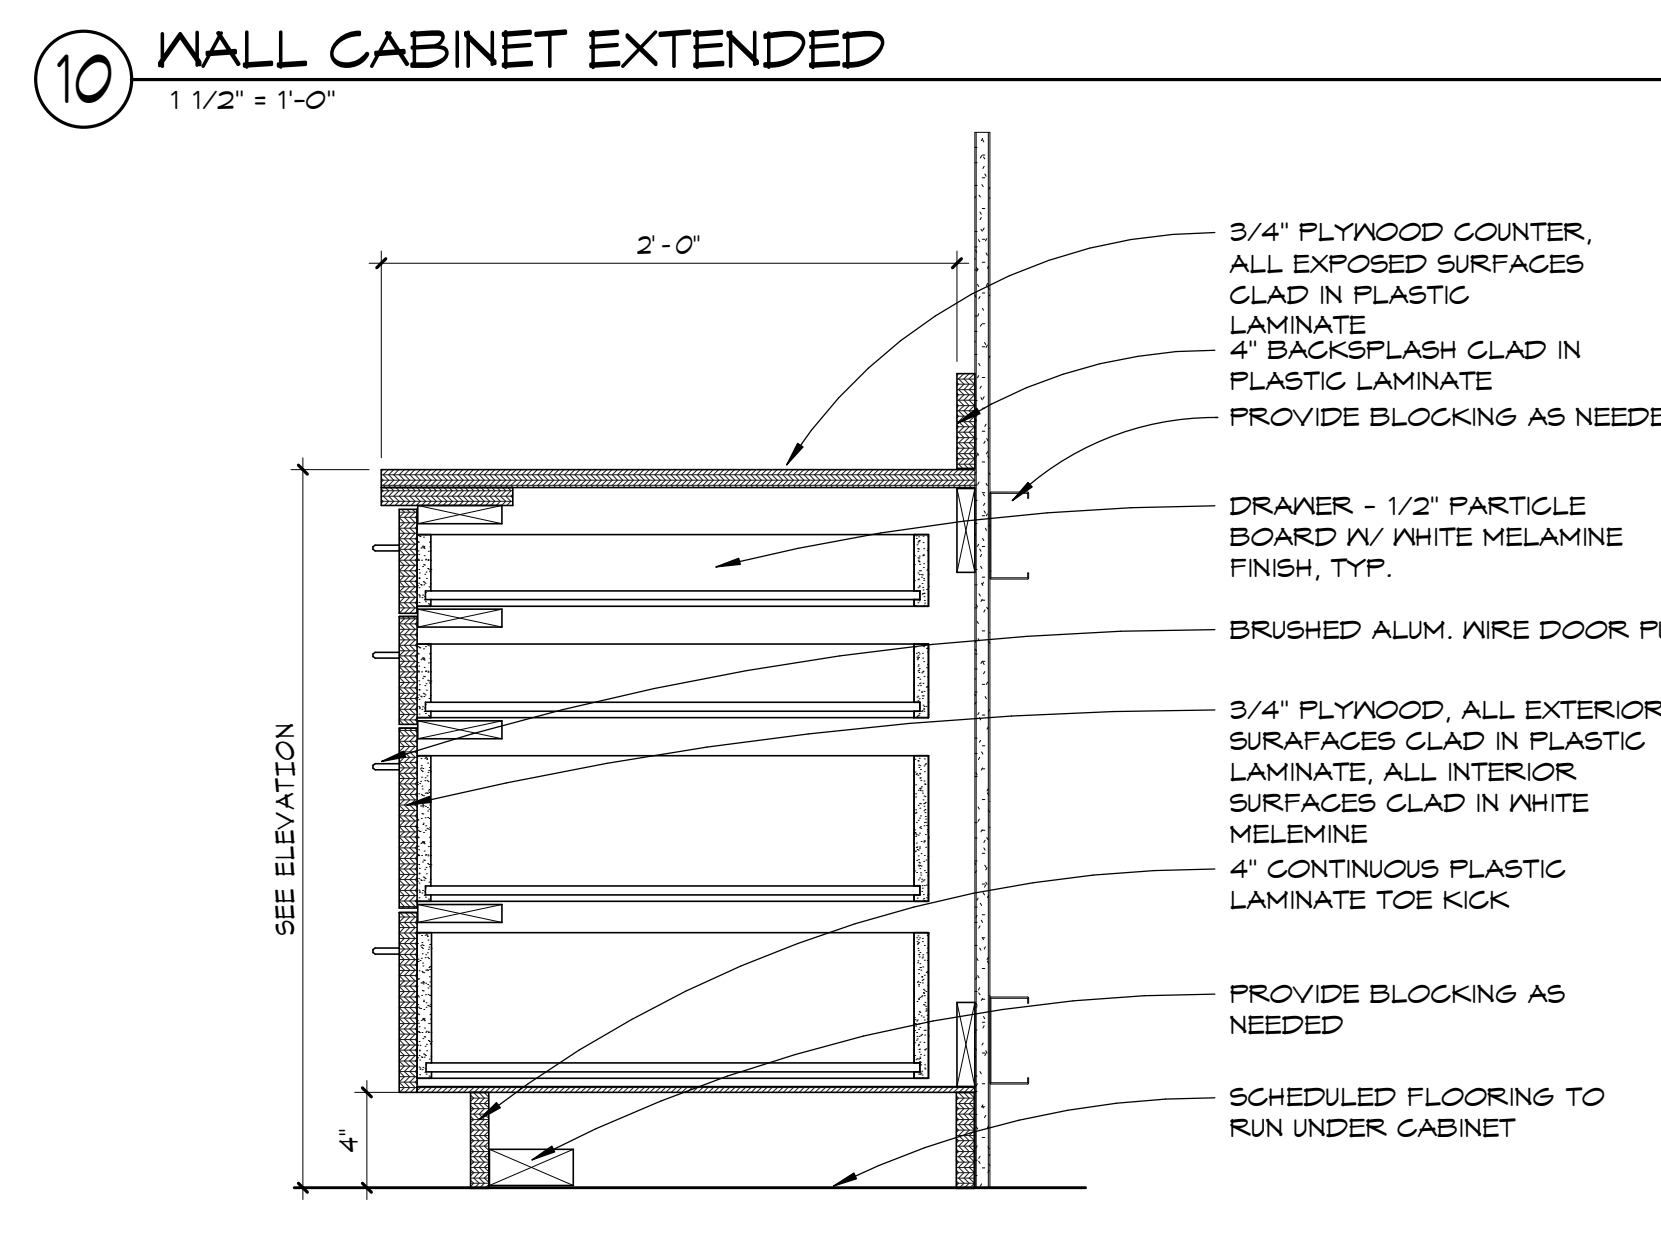 10
WALL CABINET EXTENDED
1 1/2" = 1'-0"
2'-0"
3/4" PLYWOOD COUNTER,
ALL EXPOSED SURFACES
CLAD IN PLASTIC
LAMINATE
4" BACKSPLASH CLAD IN
PLASTIC LAMINATE
PROVIDE BLOCKING AS
DRAWER - 1/2" PARTICLE
BOARD W/ WHITE MELAMINE
FINISH, TYP.
BRUSHED ALUM. WIRE DOOR
3/4" PLYWOOD, ALL EXTERIOR
SURAFACES CLAD IN PLASTIC
LAMINATE, ALL INTERIOR
SURFACES CLAD IN WHITE
MELEMINE
SEE ELEVATION
4" CONTINUOUS PLASTIC
LAMINATE TOE KICK
PROVIDE BLOCKING AS
NEEDED
SCHEDULED FLOORING TO
RUN UNDER CABINET
4"